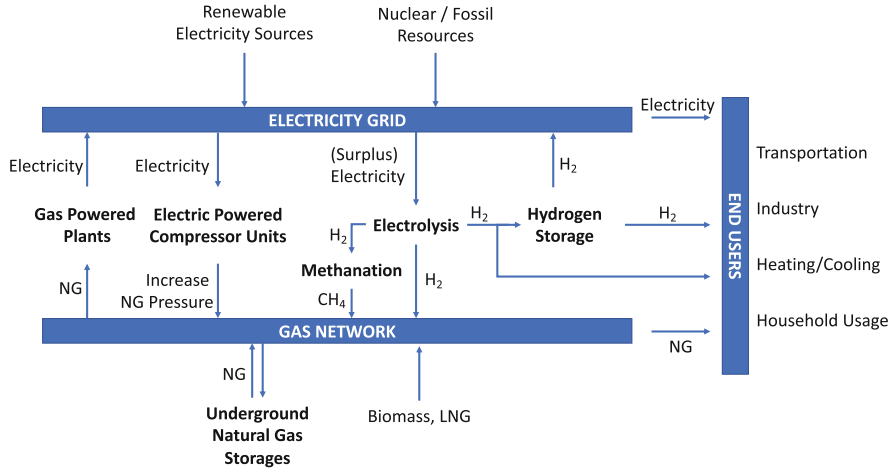 Renewable
Electricity Sources
Nuclear / Fossil
Resources
ELECTRICITY GRID
Electricity
Electricity
Electricity
(Surplus)
Electricity
H₂
Transportation
Gas Powered
Plants
Electric Powered
Compressor Units
Electrolysis
H₂
Hydrogen
Storage
H₂
END USERS
Industry
H₂
Methanation
Heating/Cooling
NG
Increase
NG Pressure
CH₄
H₂
GAS NETWORK
NG
Household Usage
NG
Underground
Natural Gas
Storages
Biomass, LNG